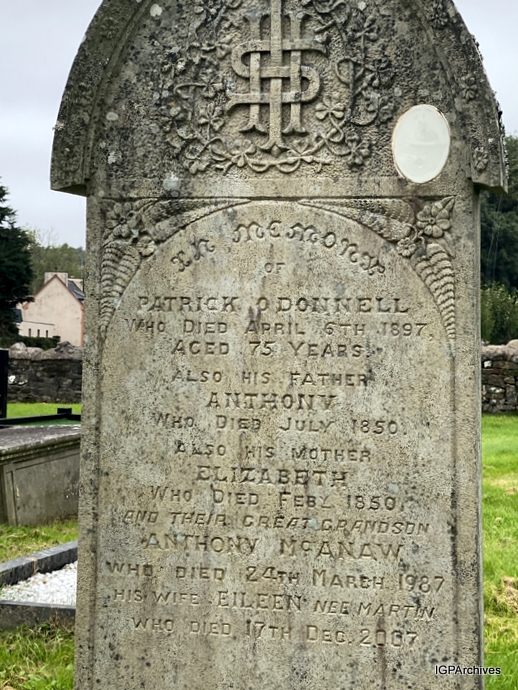 IHS
IN MEMORY
OF
PATRICK O'DONNELL
WHO DIED APRIL 6TH 1897,
AGED 75 YEARS.
ALSO HIS FATHER
ANTHONY
WHO DIED JULY 1850.
ALSO HIS MOTHER
ELIZABETH
WHO DIED FEBY 1850.
AND THEIR GREAT GRANDSON
ANTHONY McANAW
WHO DIED 24TH MARCH 1987
HIS WIFE EILEEN NEE MARTIN
WHO DIED 17TH DEC. 2007
IGPArchives